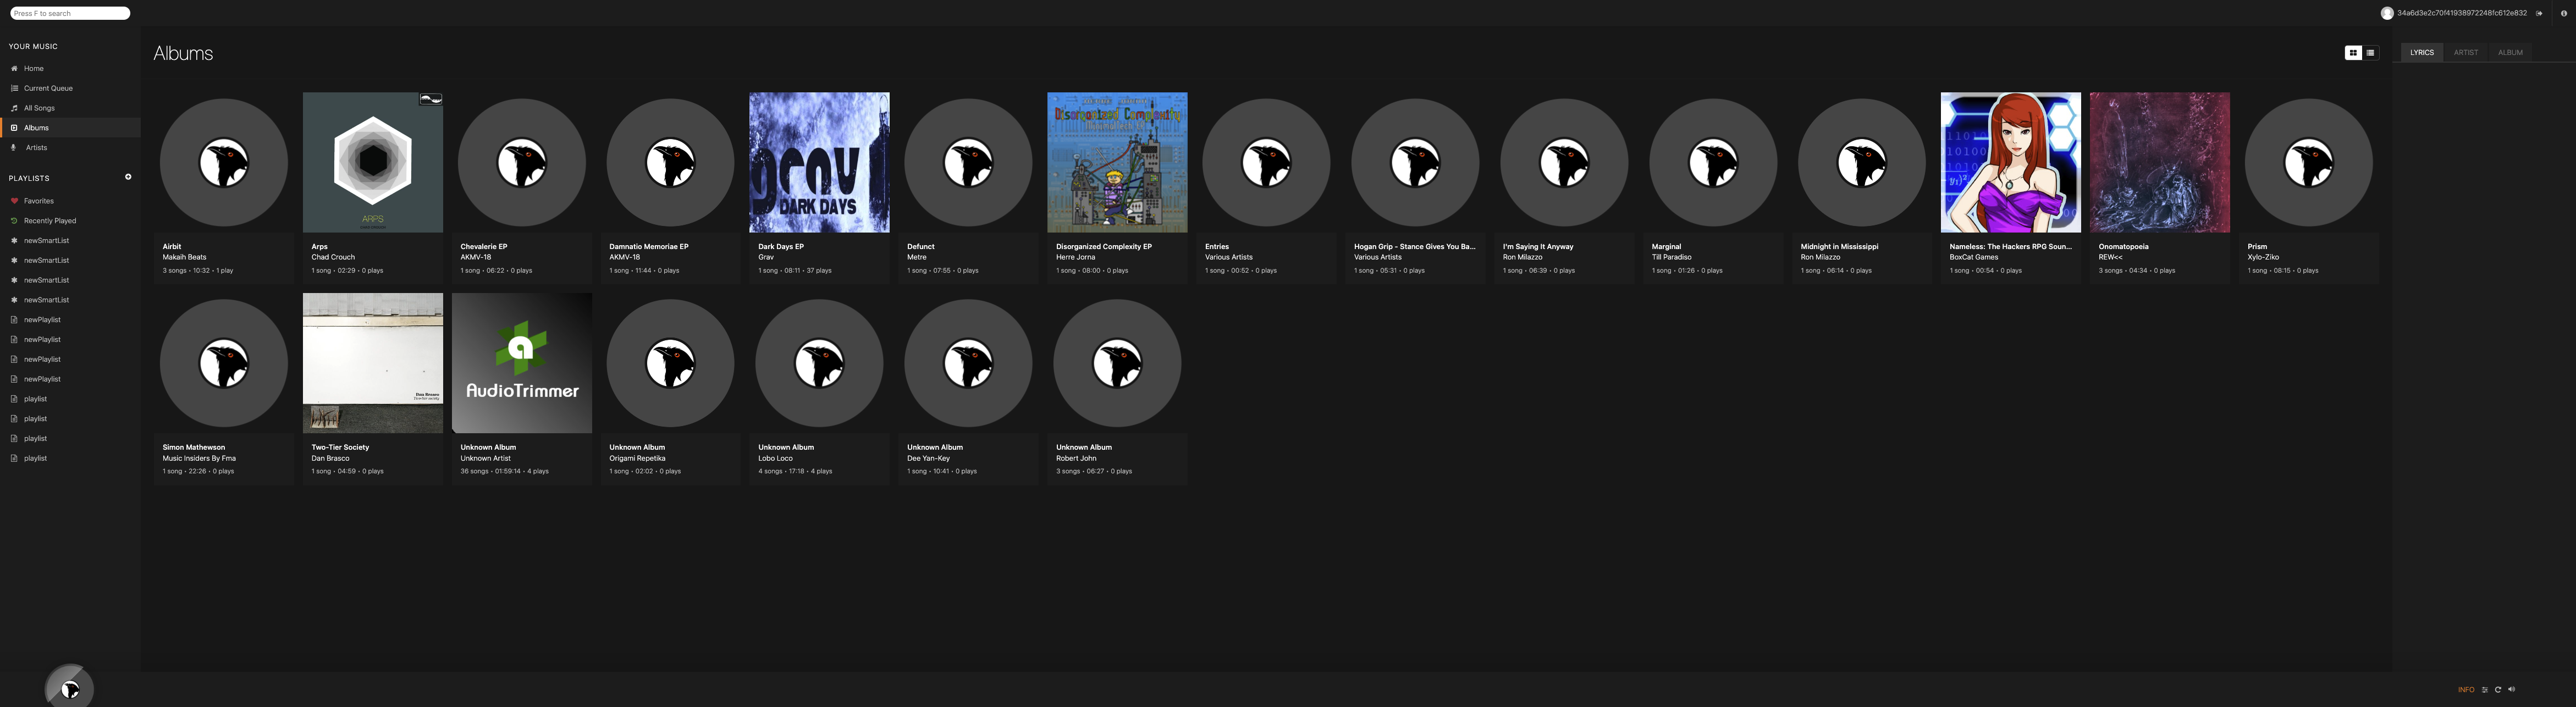 Press F to search
34a6d3e2c70f41938972248fc612e832
YOUR MUSIC
Home
Current Queue
All Songs
Albums
Artists
PLAYLISTS
Favorites
Recently Played
newSmartList
newSmartList
newSmartList
newSmartList
newPlaylist
newPlaylist
newPlaylist
newPlaylist
playlist
playlist
playlist
playlist
Albums
LYRICS
ARTIST
ALBUM
ARPS
DARK DAYS
Disorganized Complexity
Airbit
Makaih Beats
3 songs • 10:32 • 1 play
Arps
Chad Crouch
1 song • 02:29 • 0 plays
Chevalerie EP
AKMV-18
1 song • 06:22 • 0 plays
Damnatio Memoriae EP
AKMV-18
1 song • 11:44 • 0 plays
Dark Days EP
Grav
1 song • 08:11 • 37 plays
Defunct
Metre
1 song • 07:55 • 0 plays
Disorganized Complexity EP
Herre Jorna
1 song • 08:00 • 0 plays
Entries
Various Artists
1 song • 00:52 • 0 plays
Hogan Grip - Stance Gives You Ba...
Various Artists
1 song • 05:31 • 0 plays
I'm Saying It Anyway
Ron Milazzo
1 song • 06:39 • 0 plays
Marginal
Till Paradiso
1 song • 01:26 • 0 plays
Midnight in Mississippi
Ron Milazzo
1 song • 06:14 • 0 plays
Nameless: The Hackers RPG Soun...
BoxCat Games
1 song • 00:54 • 0 plays
Onomatopoeia
REW<<
3 songs • 04:34 • 0 plays
Prism
Xylo-Ziko
1 song • 08:15 • 0 plays
Dan Brasco
AudioTrimmer
Simon Mathewson
Music Insiders By Fma
1 song • 22:26 • 0 plays
Two-Tier Society
Dan Brasco
1 song • 04:59 • 0 plays
Unknown Album
Unknown Artist
36 songs • 01:59:14 • 4 plays
Unknown Album
Origami Repetika
1 song • 02:02 • 0 plays
Unknown Album
Lobo Loco
4 songs • 17:18 • 4 plays
Unknown Album
Dee Yan-Key
1 song • 10:41 • 0 plays
Unknown Album
Robert John
3 songs • 06:27 • 0 plays
INFO